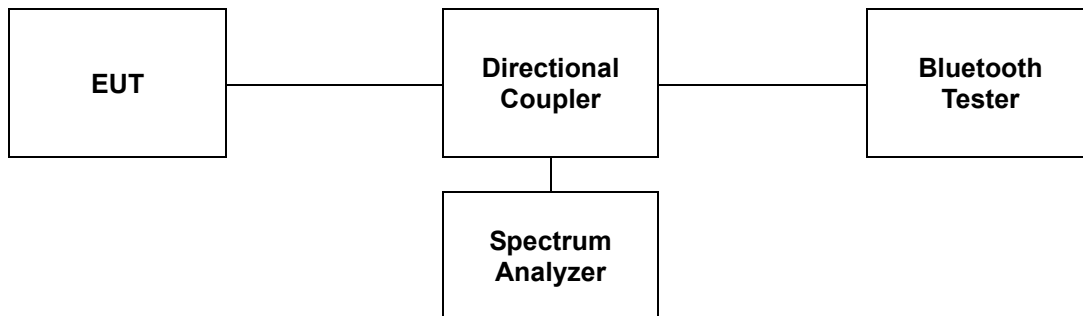 EUT
Directional
Coupler
Bluetooth
Tester
Spectrum
Analyzer